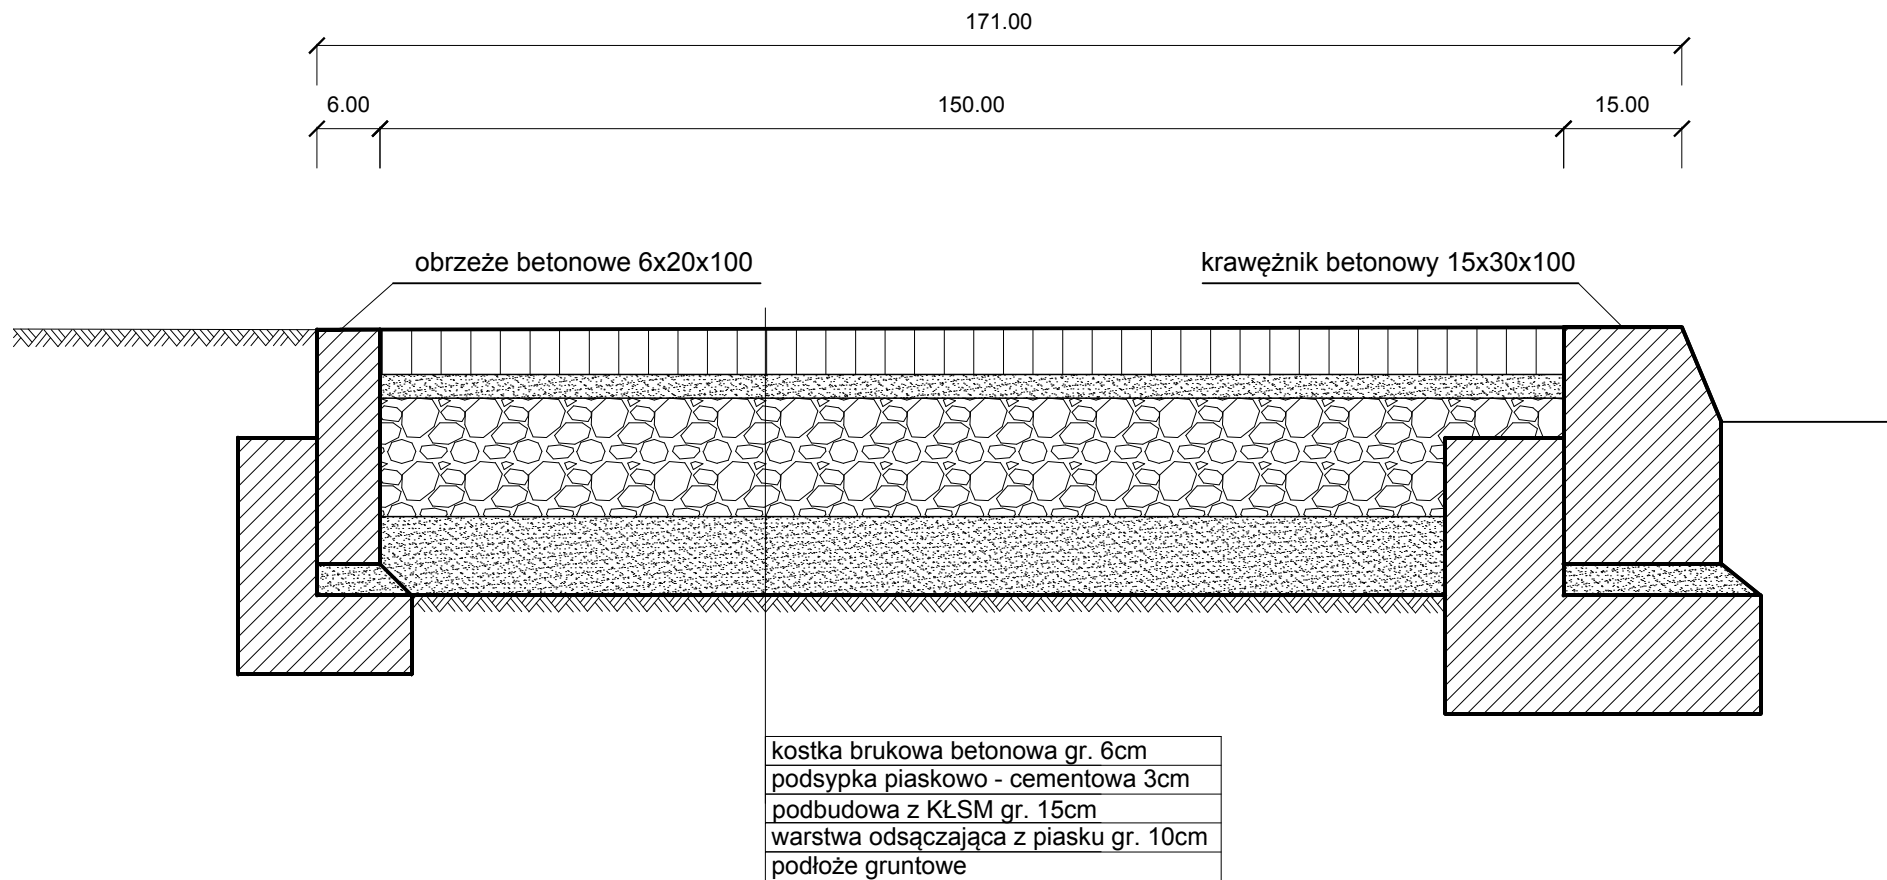 171.00
6.00
150.00
15.00
obrzeże betonowe 6x20x100
krawężnik betonowy 15x30x100
kostka brukowa betonowa gr. 6cm
podsypka piaskowo - cementowa 3cm
podbudowa z KŁSM gr. 15cm
warstwa odsączająca z piasku gr. 10cm
podłoże gruntowe